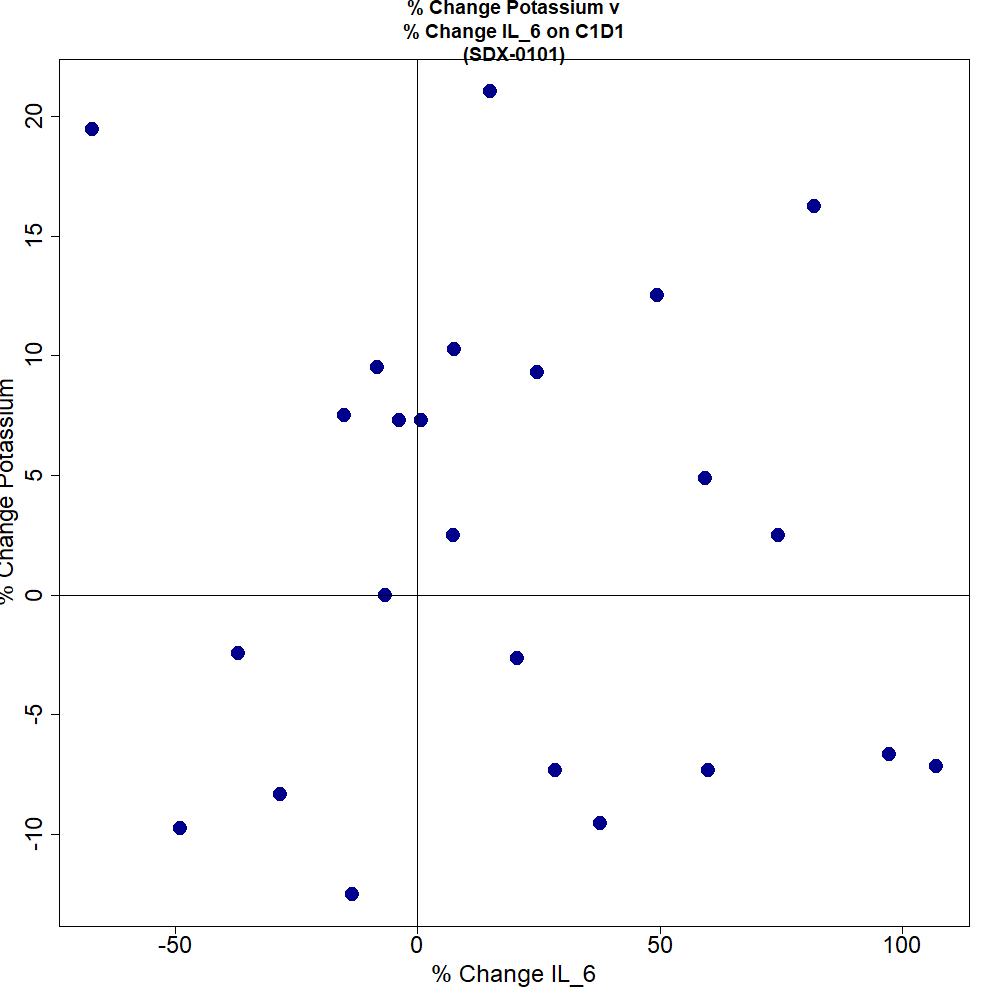 % Change Potassium v
% Change IL_6 on C1D1
(SDX-0101)
% Change Potassium
20
15
10
5
0
-5
-10
-50
0
50
100
% Change IL_6